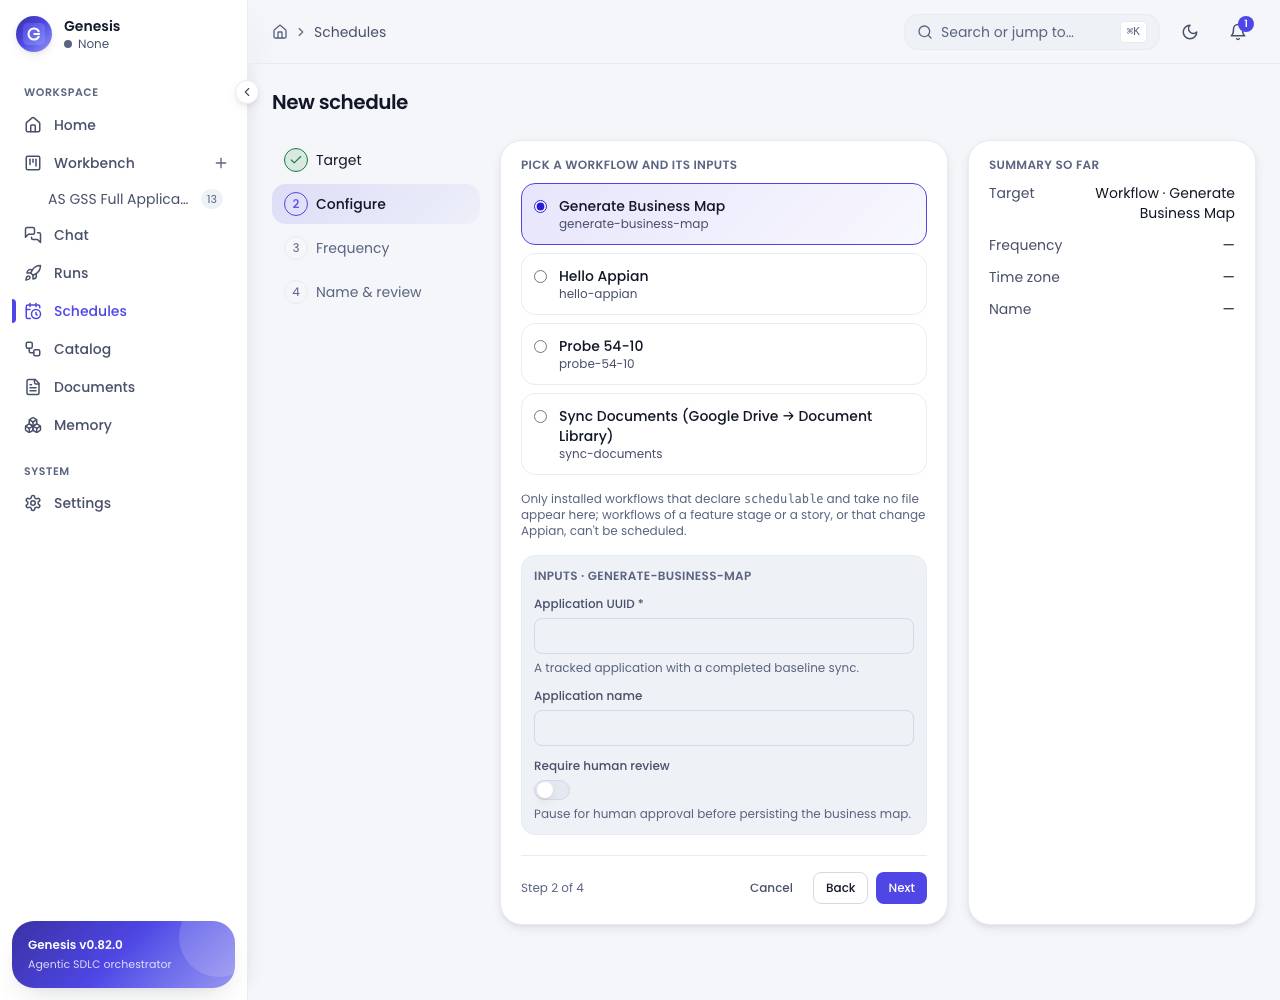 Genesis
None
WORKSPACE
Home
Workbench
AS GSS Full Applica... 13
Chat
Runs
Schedules
Catalog
Documents
Memory
SYSTEM
Settings
Genesis v0.82.0
Agentic SDLC orchestrator
Schedules
Search or jump to... ⌘K
1
New schedule
Target
2 Configure
3 Frequency
4 Name & review
PICK A WORKFLOW AND ITS INPUTS
Generate Business Map
generate-business-map
Hello Appian
hello-appian
Probe 54-10
probe-54-10
Sync Documents (Google Drive → Document
Library)
sync-documents
Only installed workflows that declare schedulable and take no file
appear here; workflows of a feature stage or a story, or that change
Appian, can't be scheduled.
INPUTS · GENERATE-BUSINESS-MAP
Application UUID *
A tracked application with a completed baseline sync.
Application name
Require human review
Pause for human approval before persisting the business map.
Step 2 of 4
Cancel
Back
Next
SUMMARY SO FAR
Target Workflow · Generate
Business Map
Frequency —
Time zone —
Name —